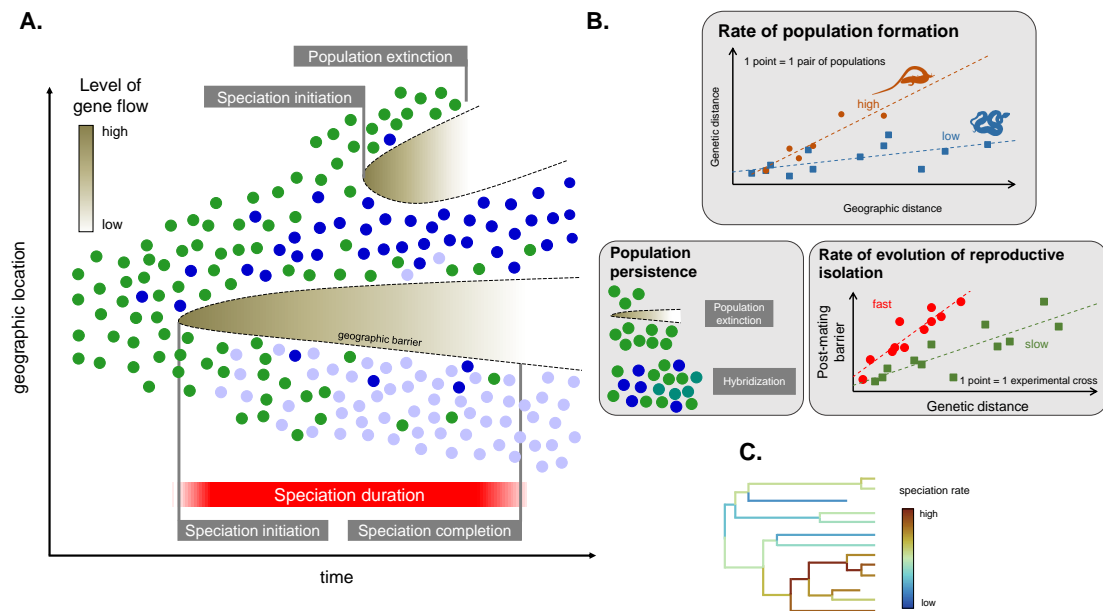 A.
Population extinction
Speciation initiation
Level of
gene flow
high
low
geographic location
geographic barrier
Speciation duration
Speciation initiation
Speciation completion
time
B.
Rate of population formation
1 point = 1 pair of populations
high
low
Genetic distance
Geographic distance
Population
persistence
Population
extinction
Hybridization
Rate of evolution of reproductive
isolation
fast
slow
Post-mating
barrier
1 point = 1 experimental cross
Genetic distance
C.
speciation rate
high
low